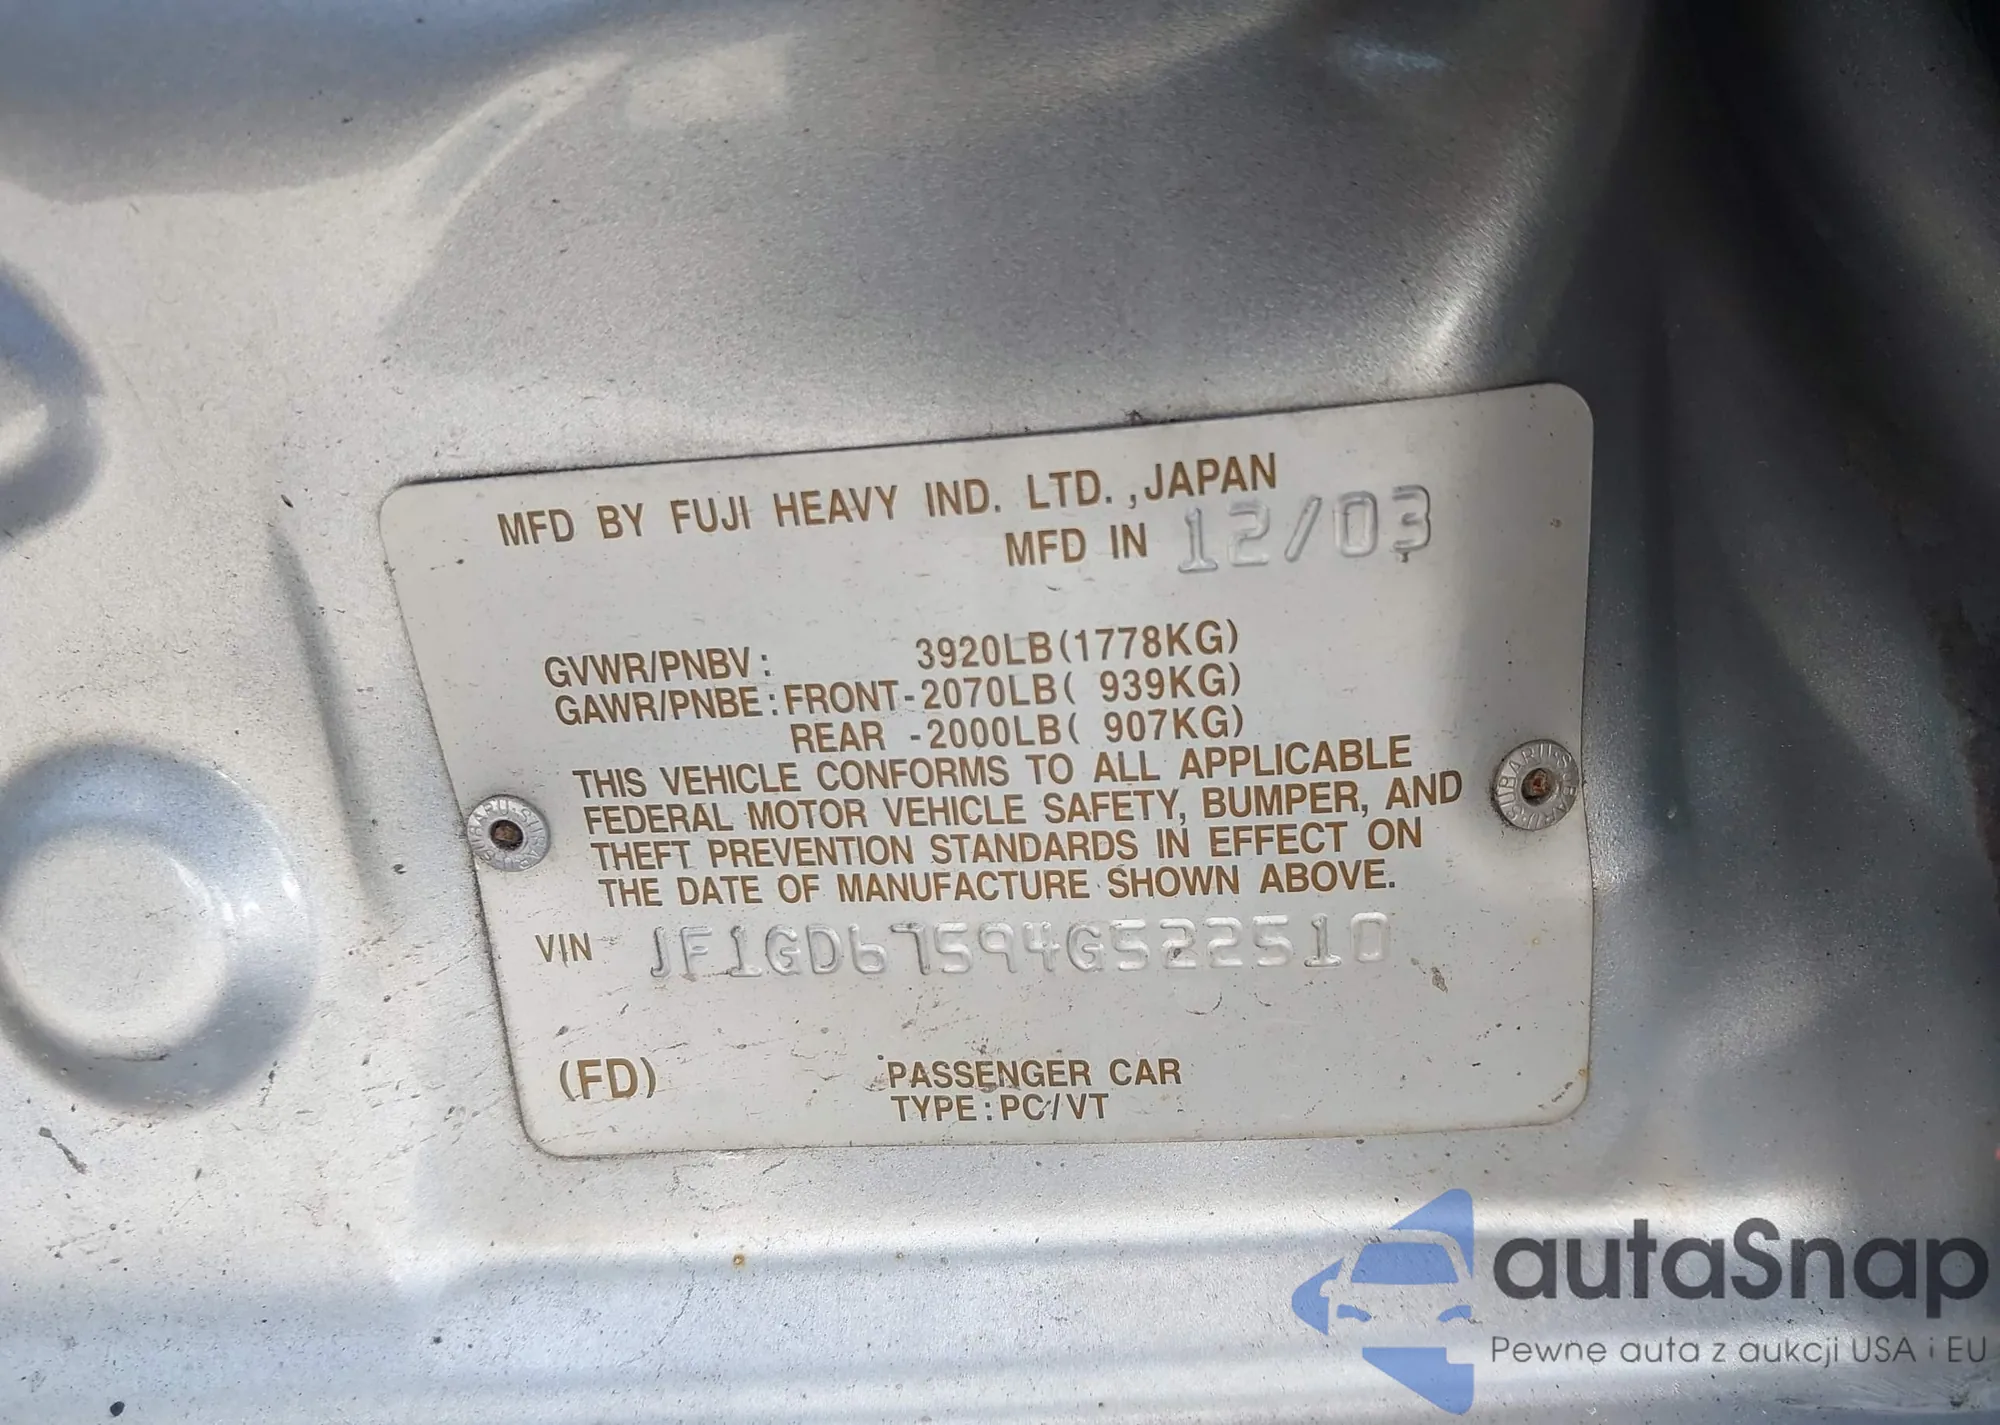 MFD BY FUJI HEAVY IND. LTD., JAPAN
MFD IN 12/03
GVWR/PNBV: 3920LB(1778KG)
GAWR/PNBE: FRONT-2070LB( 939KG)
REAR -2000LB( 907KG)
THIS VEHICLE CONFORMS TO ALL APPLICABLE
FEDERAL MOTOR VEHICLE SAFETY, BUMPER, AND
THEFT PREVENTION STANDARDS IN EFFECT ON
THE DATE OF MANUFACTURE SHOWN ABOVE.
VIN JF1GD67594G522510
(FD) PASSENGER CAR
TYPE: PC/VT
autaSnap
Pewne auta z aukcji USA i EU